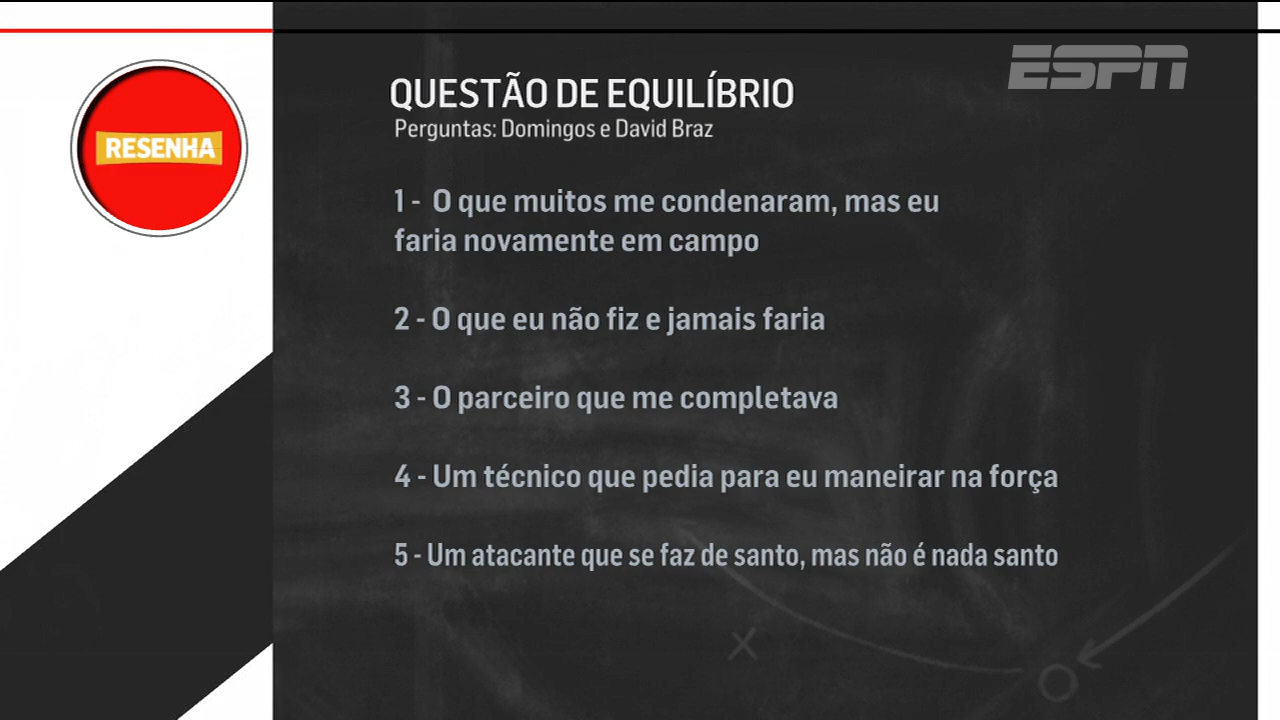 ESPN
RESENHA
QUESTÃO DE EQUILÍBRIO
Perguntas: Domingos e David Braz
1 - O que muitos me condenaram, mas eu
faria novamente em campo
2 - O que eu não fiz e jamais faria
3 - O parceiro que me completava
4 - Um técnico que pedia para eu maneirar na força
5 - Um atacante que se faz de santo, mas não é nada santo